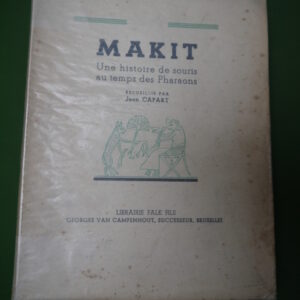 MAKIT
Une histoire de souris
au temps des Pharaons
RECUEILLIE PAR
Jean CAPART
LIBRAIRIE FALK FILS
GEORGES VAN CAMPENHOUT, SUCCESSEUR, BRUXELLES